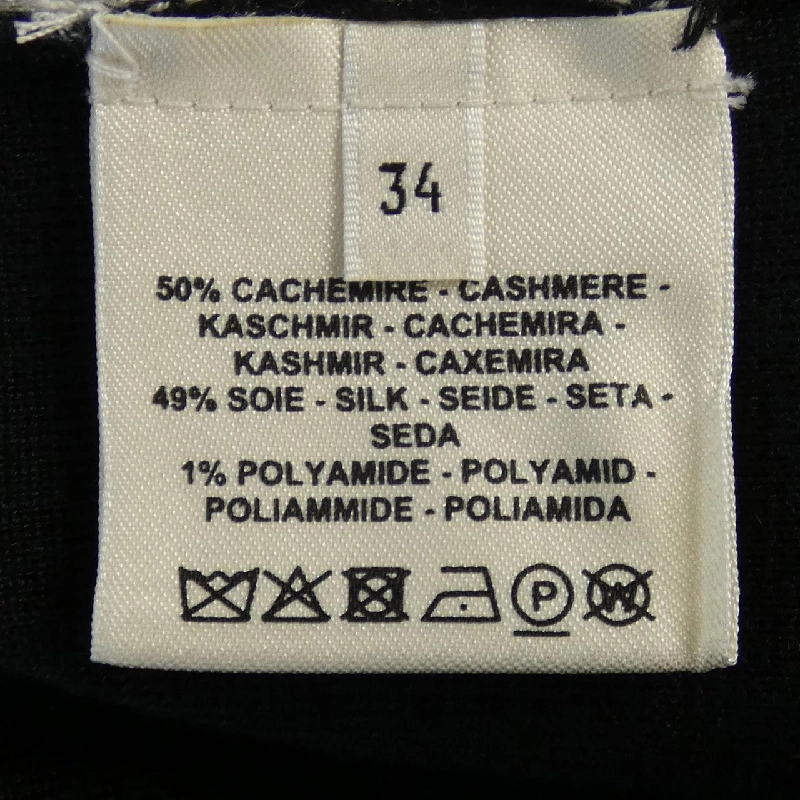 34
50% CACHEMIRE - CASHMERE -
KASCHMIR - CACHEMIRA -
KASHMIR - CAXEMIRA
49% SOIE - SILK - SEIDE - SETA -
SEDA
1% POLYAMIDE - POLYAMID -
POLIAMMIDE - POLIAMIDA
P W